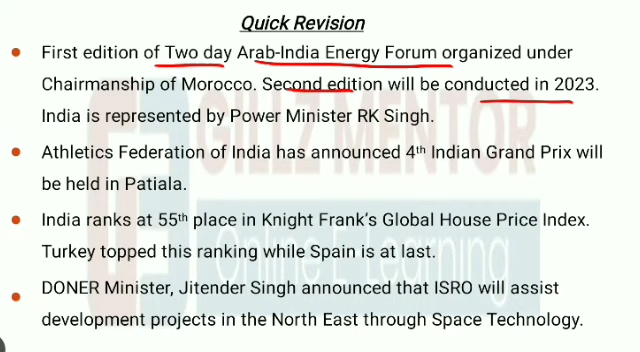 Quick Revision
• First edition of Two day Arab-India Energy Forum organized under
Chairmanship of Morocco. Second edition will be conducted in 2023.
India is represented by Power Minister RK Singh.
• Athletics Federation of India has announced 4th Indian Grand Prix will
be held in Patiala.
• India ranks at 55th place in Knight Frank's Global House Price Index.
Turkey topped this ranking while Spain is at last.
• DONER Minister, Jitender Singh announced that ISRO will assist
development projects in the North East through Space Technology.
GILLZ MENTOR
Online E Learning